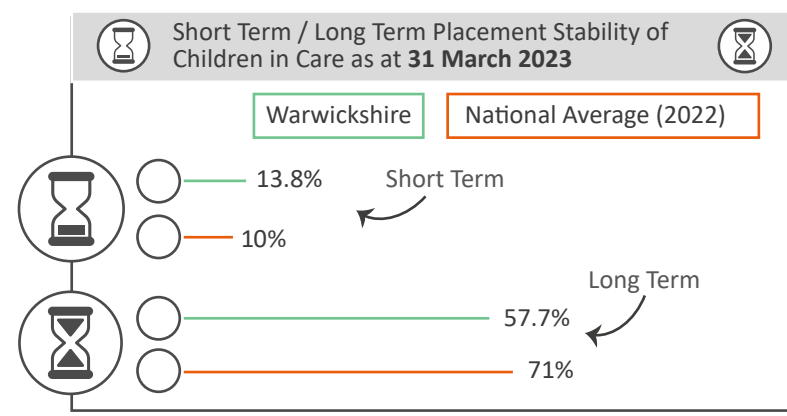 Short Term / Long Term Placement Stability of
Children in Care as at 31 March 2023
Warwickshire
National Average (2022)
13.8%
Short Term
10%
Long Term
57.7%
71%